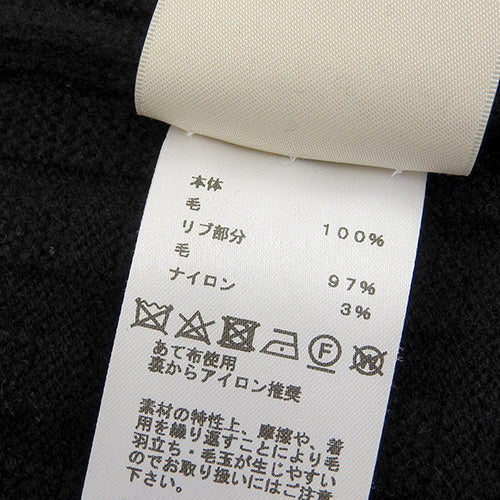 本体
毛 100%
リブ部分
毛 97%
ナイロン 3%
F W
あて布使用
裏からアイロン推奨
素材の特性上、摩擦や、着
用を繰り返すことにより毛
羽立ち・毛玉が生じやすい
のでお取り扱いにはご注意
下さい